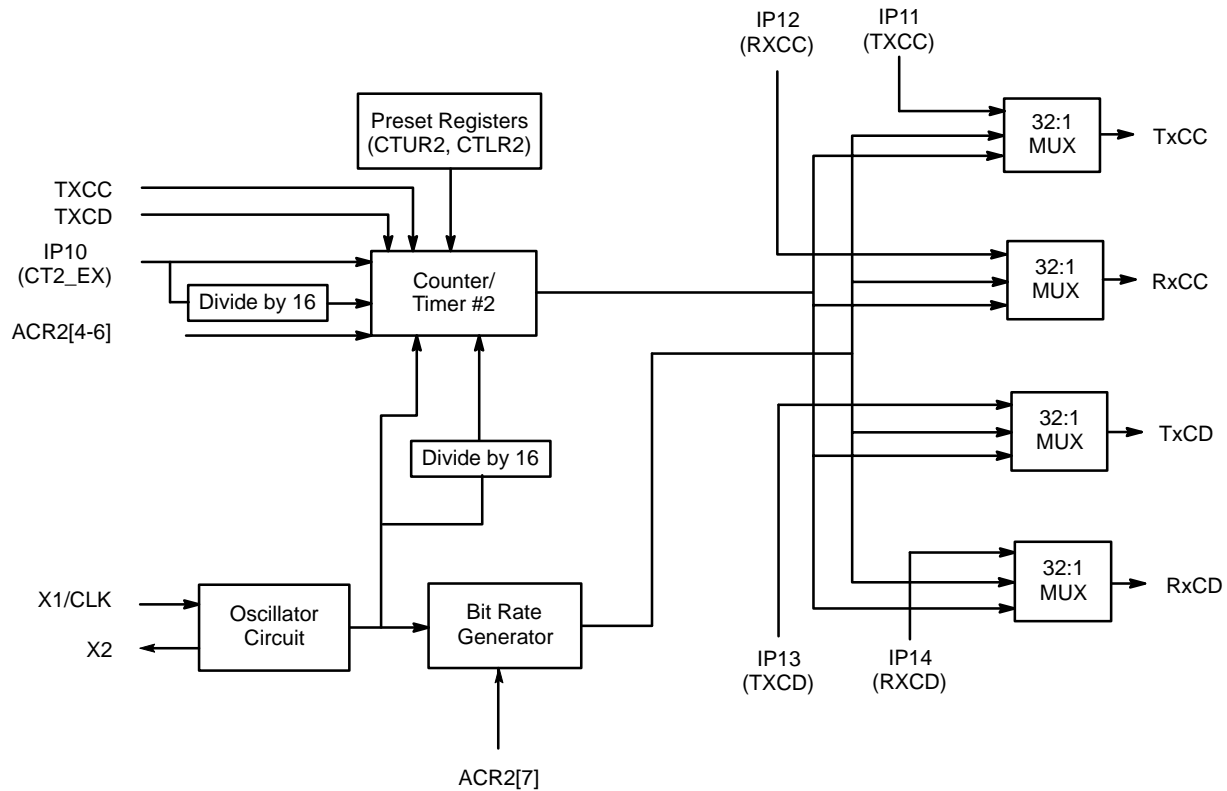 IP12
(RXCC)
IP11
(TXCC)
Preset Registers
(CTUR2, CTLR2)
32:1
MUX
TxCC
TXCC
TXCD
IP10
(CT2_EX)
Divide by 16
ACR2[4-6]
Counter/
Timer #2
32:1
MUX
RxCC
Divide by 16
32:1
MUX
TxCD
X1/CLK
X2
Oscillator
Circuit
Bit Rate
Generator
32:1
MUX
RxCD
IP13
(TXCD)
IP14
(RXCD)
ACR2[7]